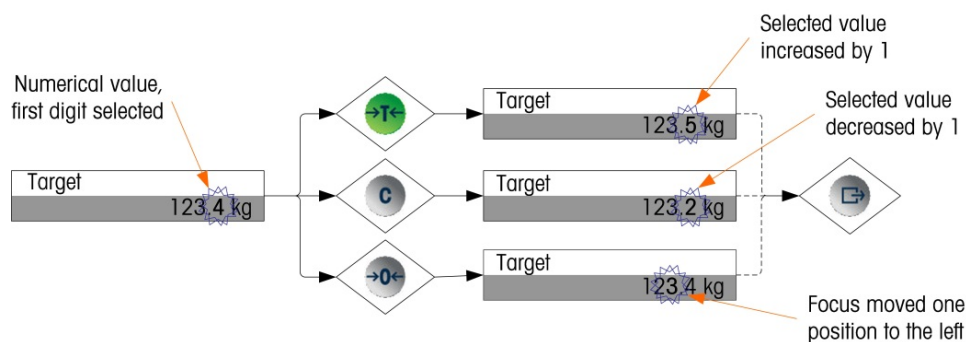 Selected value
increased by 1
Numerical value,
first digit selected
→T←
Target
123.5 kg
Selected value
decreased by 1
Target
123.4 kg
C
Target
123.2 kg
→0←
Target
123.4 kg
Focus moved one
position to the left